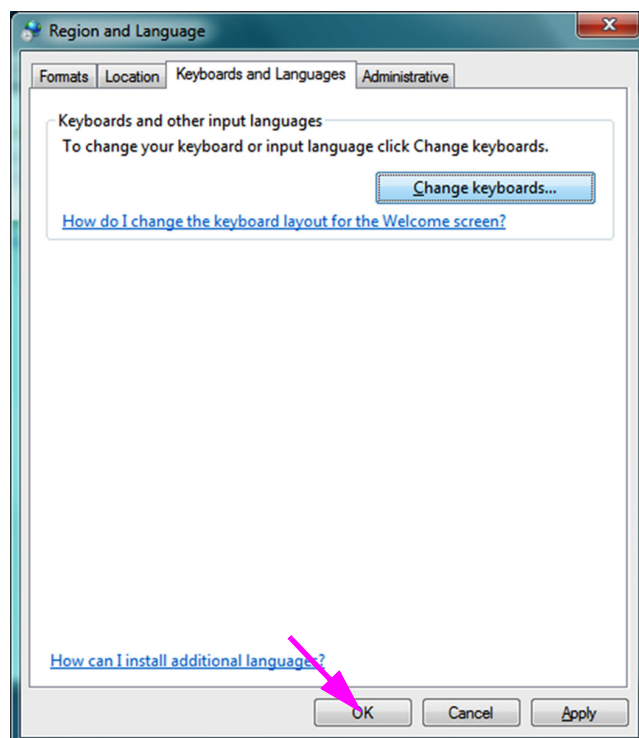 Region and Language
Formats Location Keyboards and Languages Administrative
Keyboards and other input languages
To change your keyboard or input language click Change keyboards.
Change keyboards...
How do I change the keyboard layout for the Welcome screen?
How can I install additional languages?
OK Cancel Apply